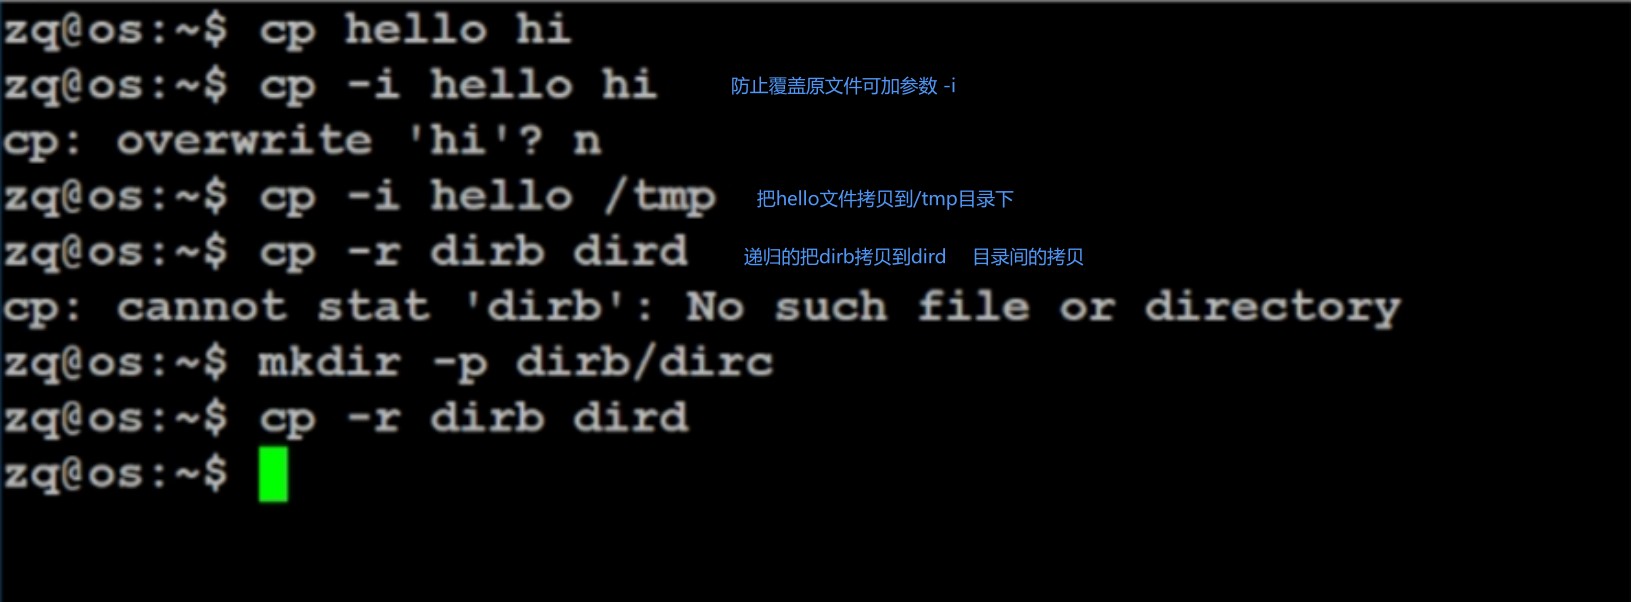 zq@os:~$ cp hello hi
zq@os:~$ cp -i hello hi 防止覆盖原文件可加参数 -i
cp: overwrite 'hi'? n
zq@os:~$ cp -i hello /tmp 把hello文件拷贝到/tmp目录下
zq@os:~$ cp -r dirb dird 递归的把dirb拷贝到dird 目录间的拷贝
cp: cannot stat 'dirb': No such file or directory
zq@os:~$ mkdir -p dirb/dirc
zq@os:~$ cp -r dirb dird
zq@os:~$